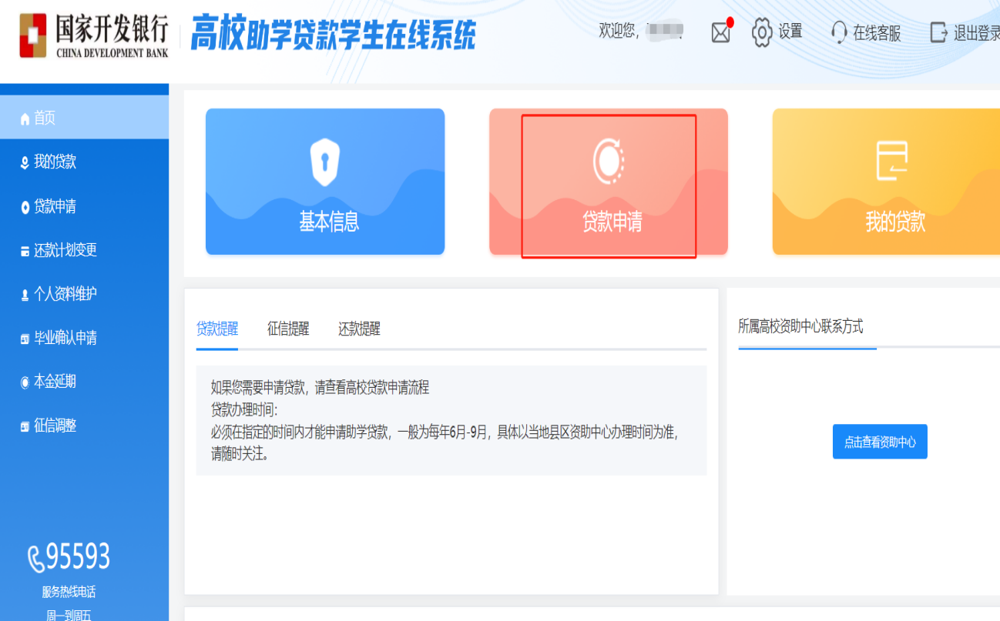 国家开发银行
CHINA DEVELOPMENT BANK
高校助学贷款学生在线系统
欢迎您,
设置
在线客服
退出登录
首页
我的贷款
贷款申请
还款计划变更
个人资料维护
毕业确认申请
本金延期
征信调整
95593
服务热线电话
周一到周五
基本信息
贷款申请
我的贷款
贷款提醒
征信提醒
还款提醒
如果您需要申请贷款，请查看高校贷款申请流程
贷款办理时间：
必须在指定的时间内才能申请助学贷款，一般为每年6月-9月，具体以当地县区资助中心办理时间为准，
请随时关注。
所属高校资助中心联系方式
点击查看资助中心